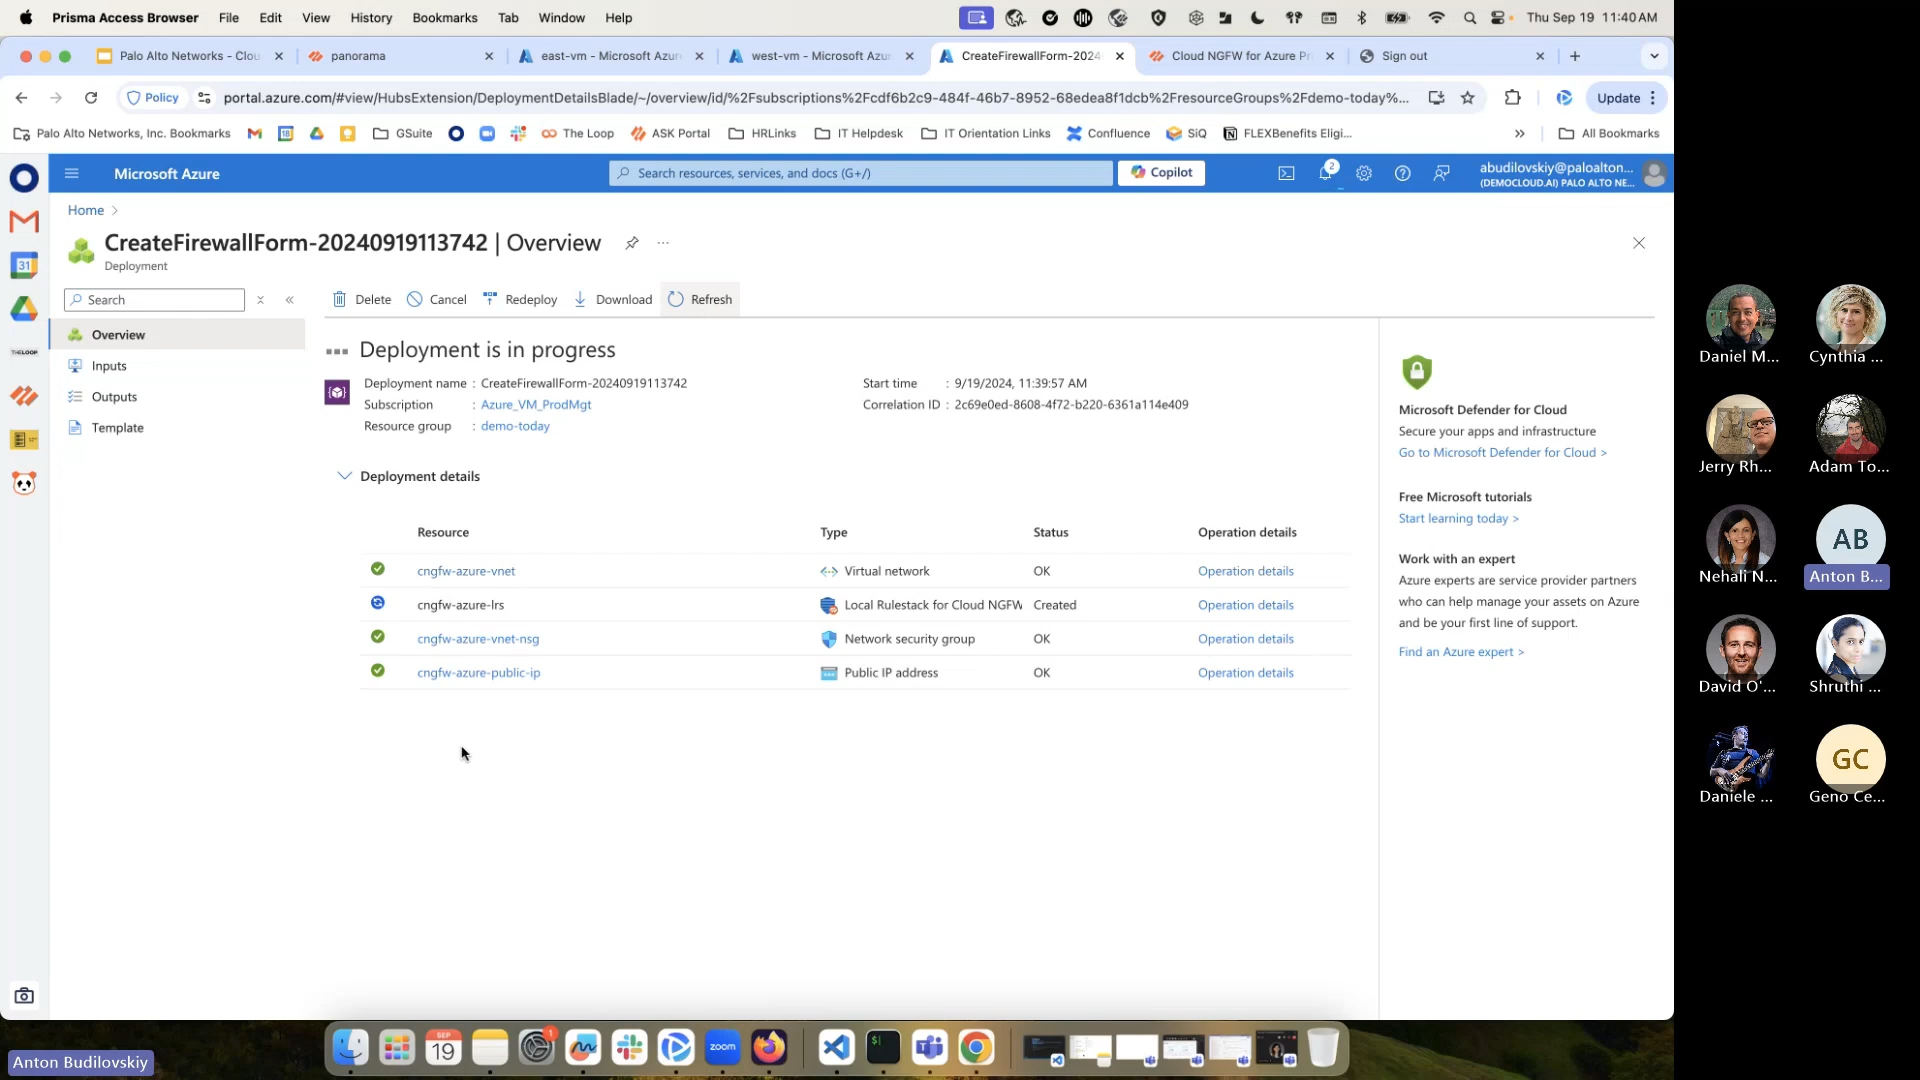 Prisma Access Browser File Edit View History Bookmarks Tab Window Help Thu Sep 19 11:40 AM
Palo Alto Networks - Clou panorama east-vm - Microsoft Azur west-vm - Microsoft Azur CreateFirewallForm-2024 Cloud NGFW for Azure Pr Sign out
Policy portal.azure.com/#view/HubsExtension/DeploymentDetailsBlade/~/overview/id/%2Fsubscriptions%2Fcdf6b2c9-484f-46b7-8952-68edea8f1dcb%2FresourceGroups%2Fdemo-today%... Update
Palo Alto Networks, Inc. Bookmarks GSuite The Loop ASK Portal HRLinks IT Helpdesk IT Orientation Links Confluence SiQ FLEXBenefits Eligi... All Bookmarks
Microsoft Azure Search resources, services, and docs (G+/) Copilot 2 abudilovskiy@paloalton...
(DEMOCLOUD.AI) PALO ALTO NE...
Home
CreateFirewallForm-20240919113742 | Overview
Deployment
Search
Delete Cancel Redeploy Download Refresh
Overview
Inputs
Outputs
Template
THELOOP
31
Deployment is in progress
Deployment name : CreateFirewallForm-20240919113742
Subscription : Azure_VM_ProdMgt
Resource group : demo-today
Start time : 9/19/2024, 11:39:57 AM
Correlation ID : 2c69e0ed-8608-4f72-b220-6361a114e409
Deployment details
Resource Type Status Operation details
cngfw-azure-vnet Virtual network OK Operation details
cngfw-azure-lrs Local Rulestack for Cloud NGFW Created Operation details
cngfw-azure-vnet-nsg Network security group OK Operation details
cngfw-azure-public-ip Public IP address OK Operation details
Microsoft Defender for Cloud
Secure your apps and infrastructure
Go to Microsoft Defender for Cloud >
Free Microsoft tutorials
Start learning today >
Work with an expert
Azure experts are service provider partners
who can help manage your assets on Azure
and be your first line of support.
Find an Azure expert >
Daniel M... Cynthia ...
Jerry Rh... Adam To...
AB
Nehali N... Anton B...
David O'... Shruthi ...
GC
Daniele ... Geno Ce...
SEP
19
1
zoom
Anton Budilovskiy